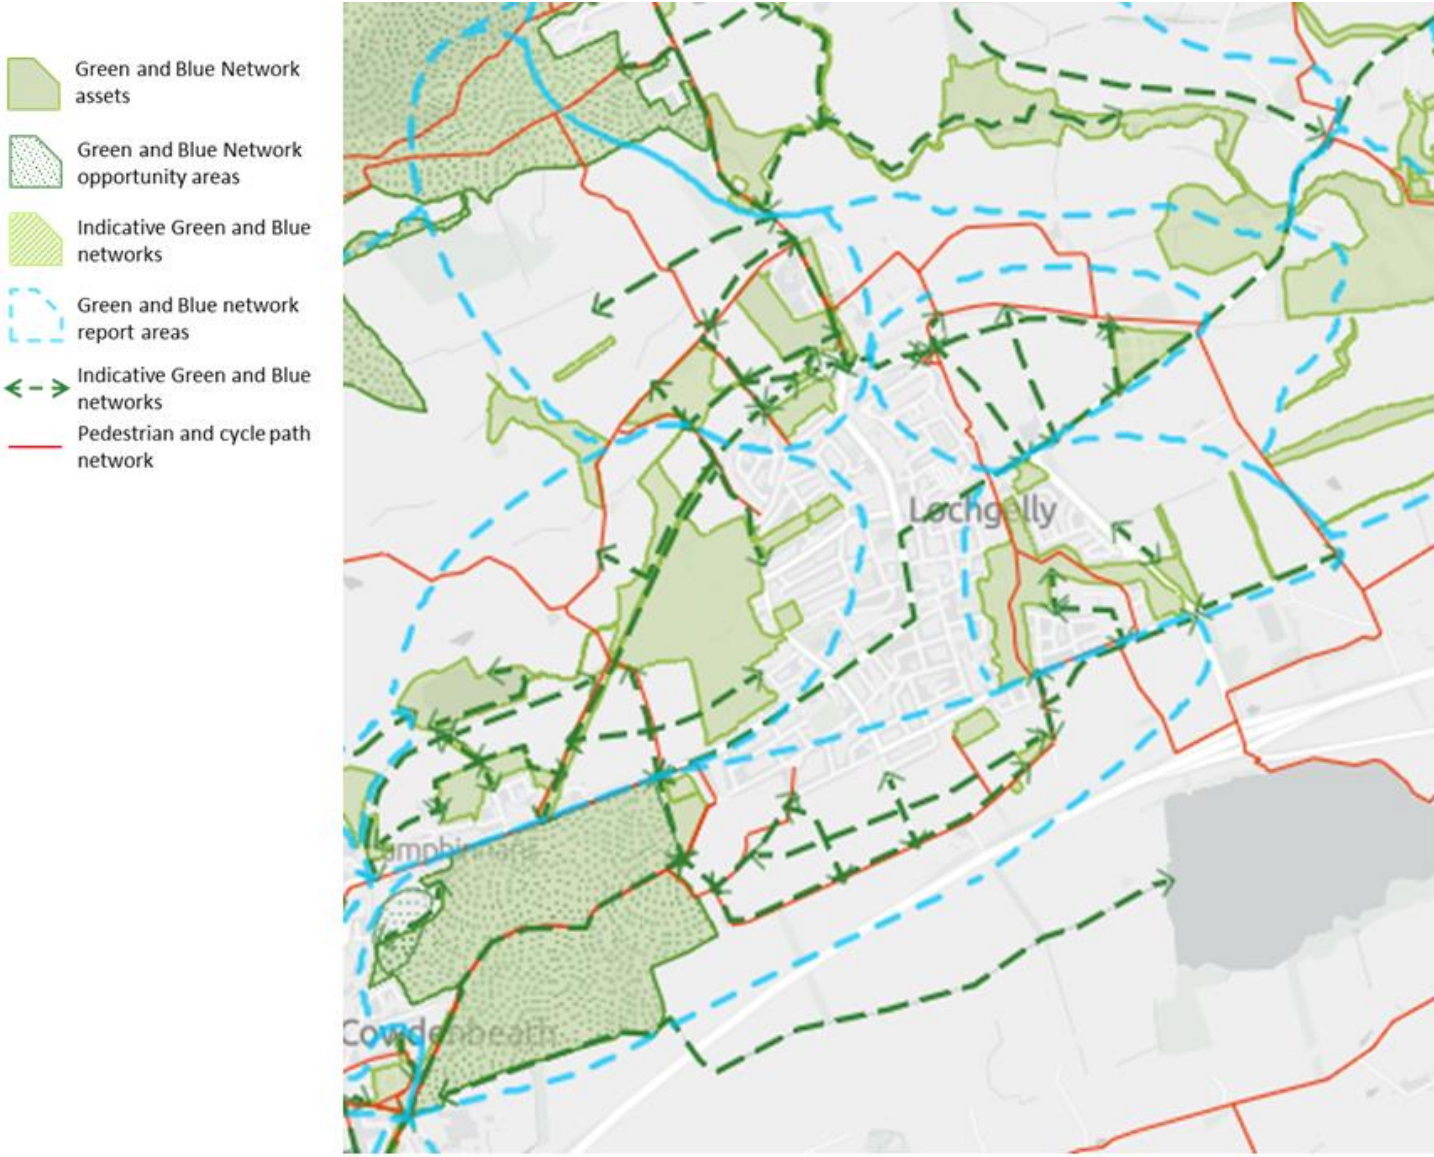 Green and Blue Network
assets
Green and Blue Network
opportunity areas
Indicative Green and Blue
networks
Green and Blue network
report areas
Indicative Green and Blue
networks
Pedestrian and cycle path
network
Lochgelly
Cowdenbeath